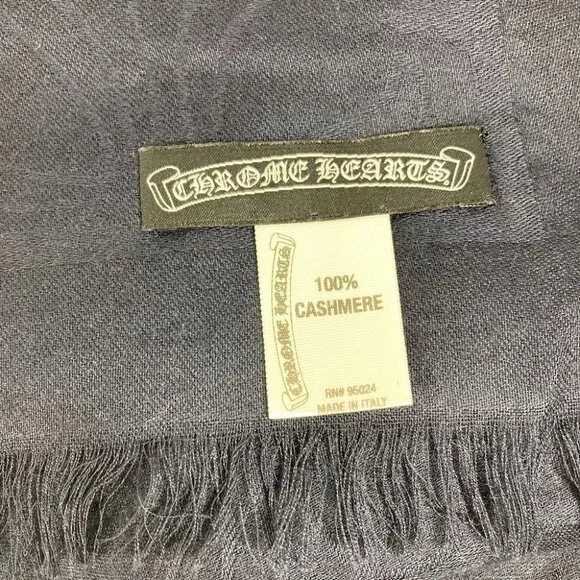 CHROME HEARTS
CHROME HEARTS
100%
CASHMERE
RN# 95024
MADE IN ITALY